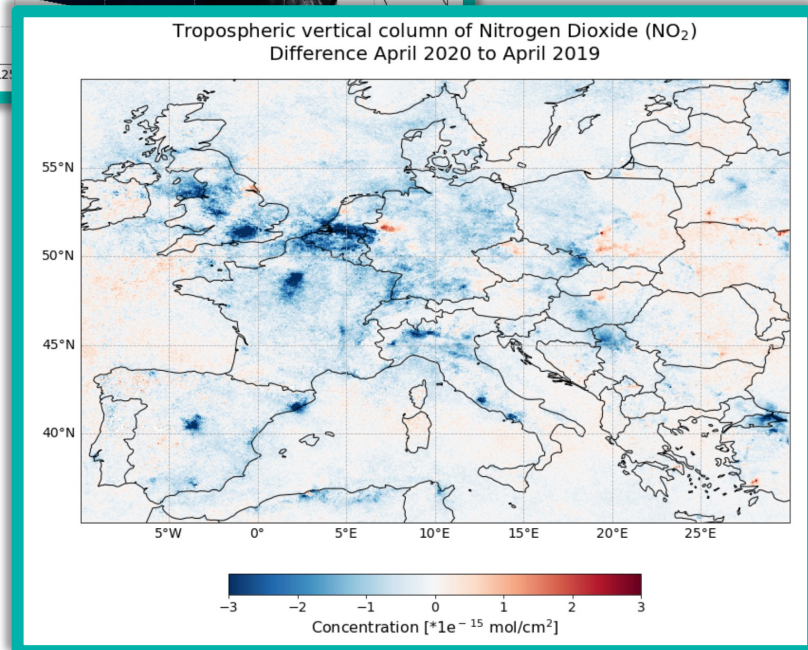 Tropospheric vertical column of Nitrogen Dioxide (NO₂)
Difference April 2020 to April 2019
55°N
50°N
45°N
40°N
5°W 0° 5°E 10°E 15°E 20°E 25°E
−3 −2 −1 0 1 2 3
Concentration [*1e⁻¹⁵ mol/cm²]